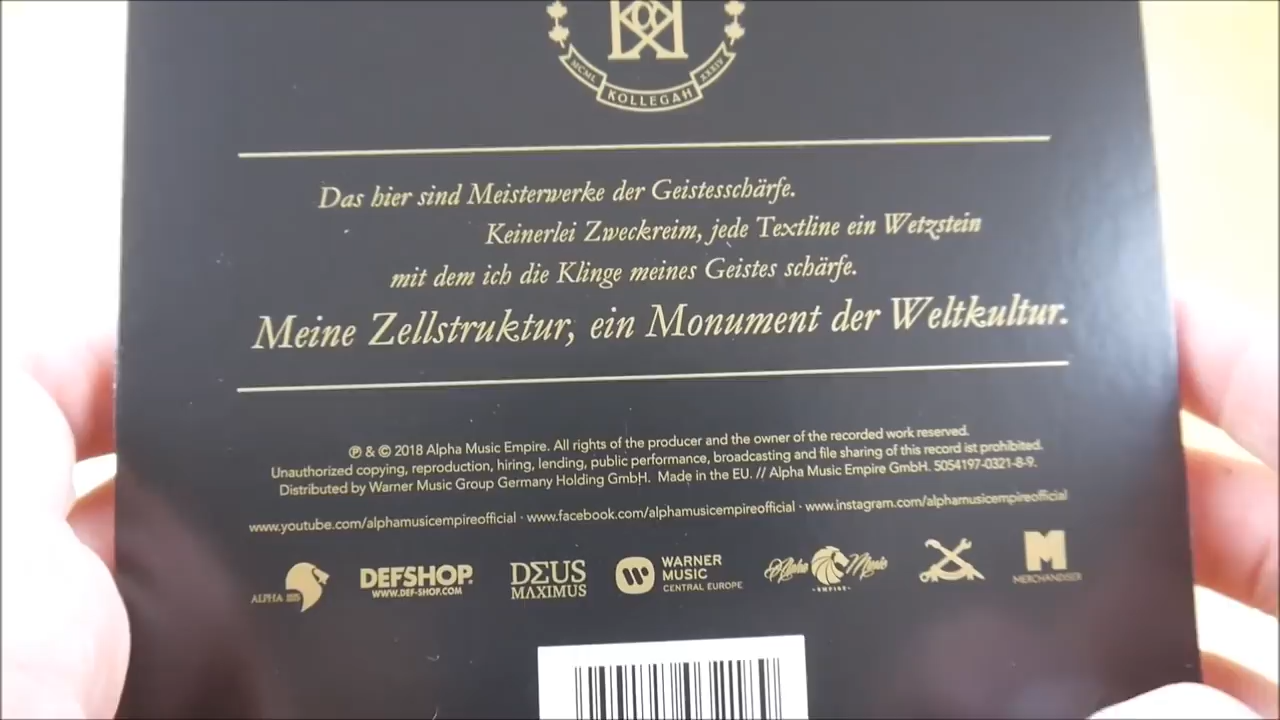 MCML XXXIV
KOLLEGAH
Das hier sind Meisterwerke der Geistesschärfe.
Keinerlei Zweckreim, jede Textline ein Wetzstein
mit dem ich die Klinge meines Geistes schärfe.
Meine Zellstruktur, ein Monument der Weltkultur.
℗ & © 2018 Alpha Music Empire. All rights of the producer and the owner of the recorded work reserved.
Unauthorized copying, reproduction, hiring, lending, public performance, broadcasting and file sharing of this record ist prohibited.
Distributed by Warner Music Group Germany Holding GmbH. Made in the EU. // Alpha Music Empire GmbH. 5054197-0321-8-9.
www.youtube.com/alphamusicempireofficial · www.facebook.com/alphamusicempireofficial · www.instagram.com/alphamusicempireofficial
ALPHA
DEFSHOP.
WWW.DEF-SHOP.COM
DΣUS
MΛXIMUS
WARNER
MUSIC
CENTRAL EUROPE
Alpha Music
-EMPIRE-
M
MERCHANDISER